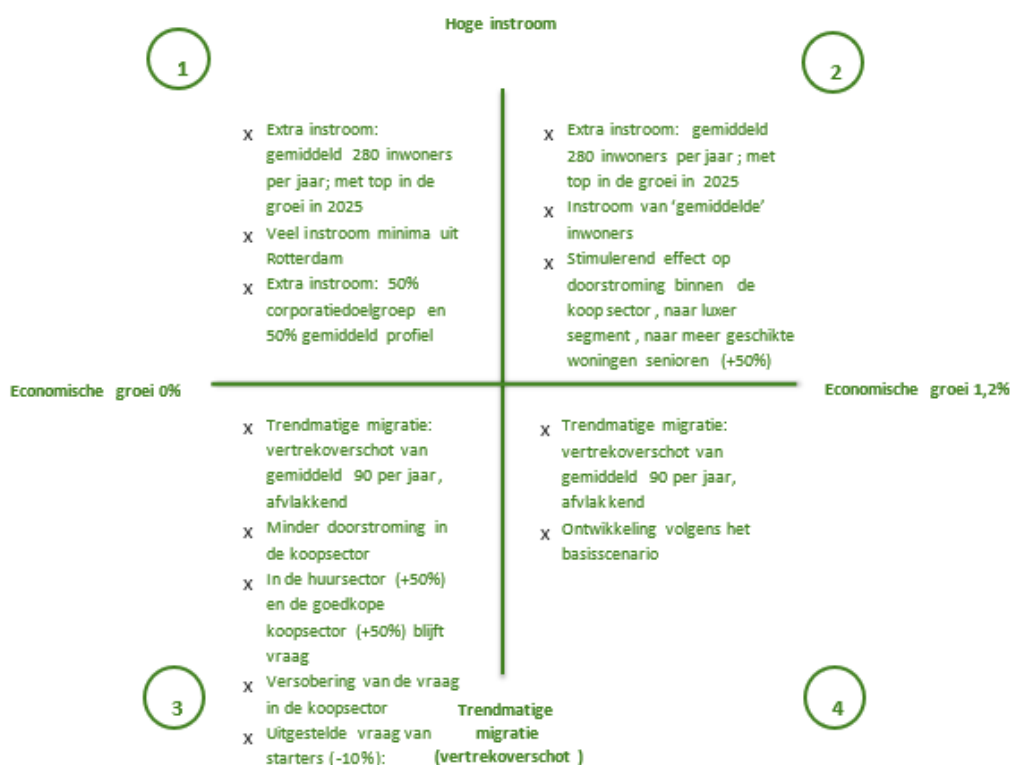 Hoge instroom
1
2
x Extra instroom:
gemiddeld 280 inwoners
per jaar; met top in de
groei in 2025
x Veel instroom minima uit
Rotterdam
x Extra instroom: 50%
corporatiedoelgroep en
50% gemiddeld profiel
x Extra instroom: gemiddeld
280 inwoners per jaar ; met
top in de groei in 2025
x Instroom van ‘gemiddelde’
inwoners
x Stimulerend effect op
doorstroming binnen de
koop sector , naar luxer
segment , naar meer geschikte
woningen senioren (+50%)
Economische groei 0%
Economische groei 1,2%
x Trendmatige migratie:
vertrekoverschot van
gemiddeld 90 per jaar,
afvlakkend
x Minder doorstroming in
de koopsector
x In de huursector (+50%)
en de goedkope
koopsector (+50%) blijft
vraag
x Versobering van de vraag
in de koopsector
x Uitgestelde vraag van
starters (-10%):
x Trendmatige migratie:
vertrekoverschot van
gemiddeld 90 per jaar,
afvlakkend
x Ontwikkeling volgens het
basisscenario
3
4
Trendmatige
migratie
(vertrekoverschot )